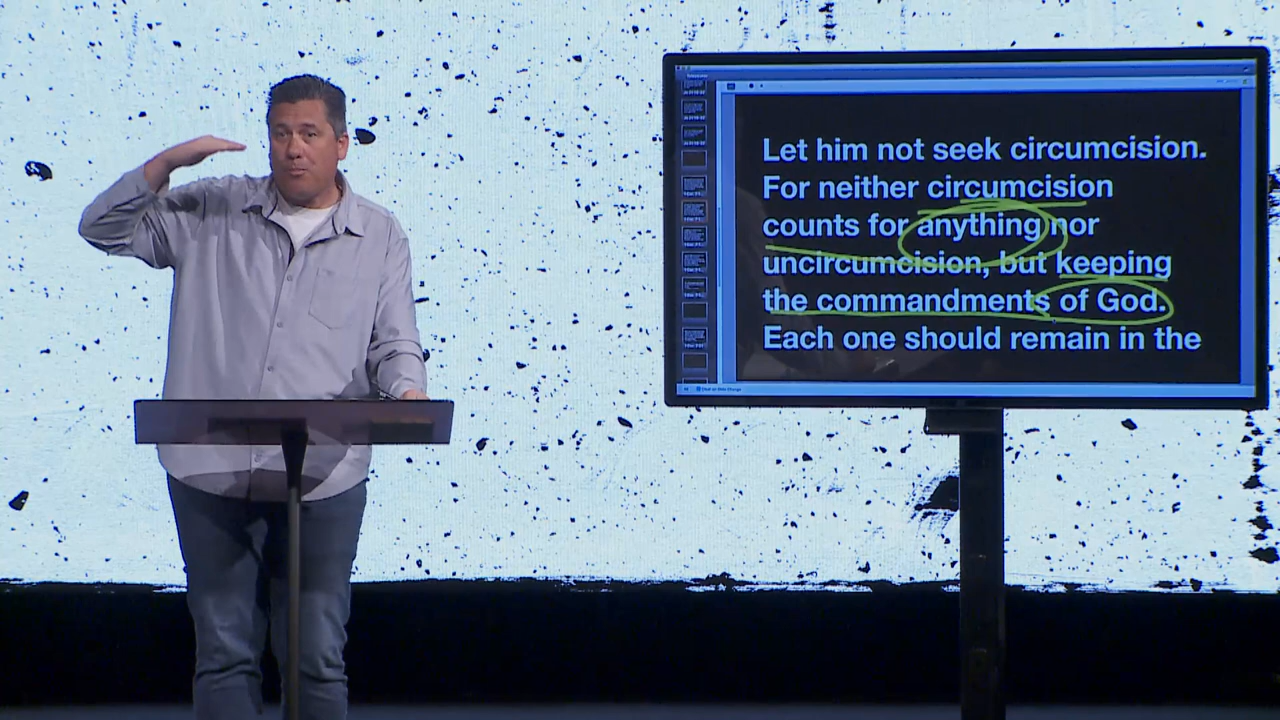 Let him not seek circumcision.
For neither circumcision
counts for anything nor
uncircumcision, but keeping
the commandments of God.
Each one should remain in the